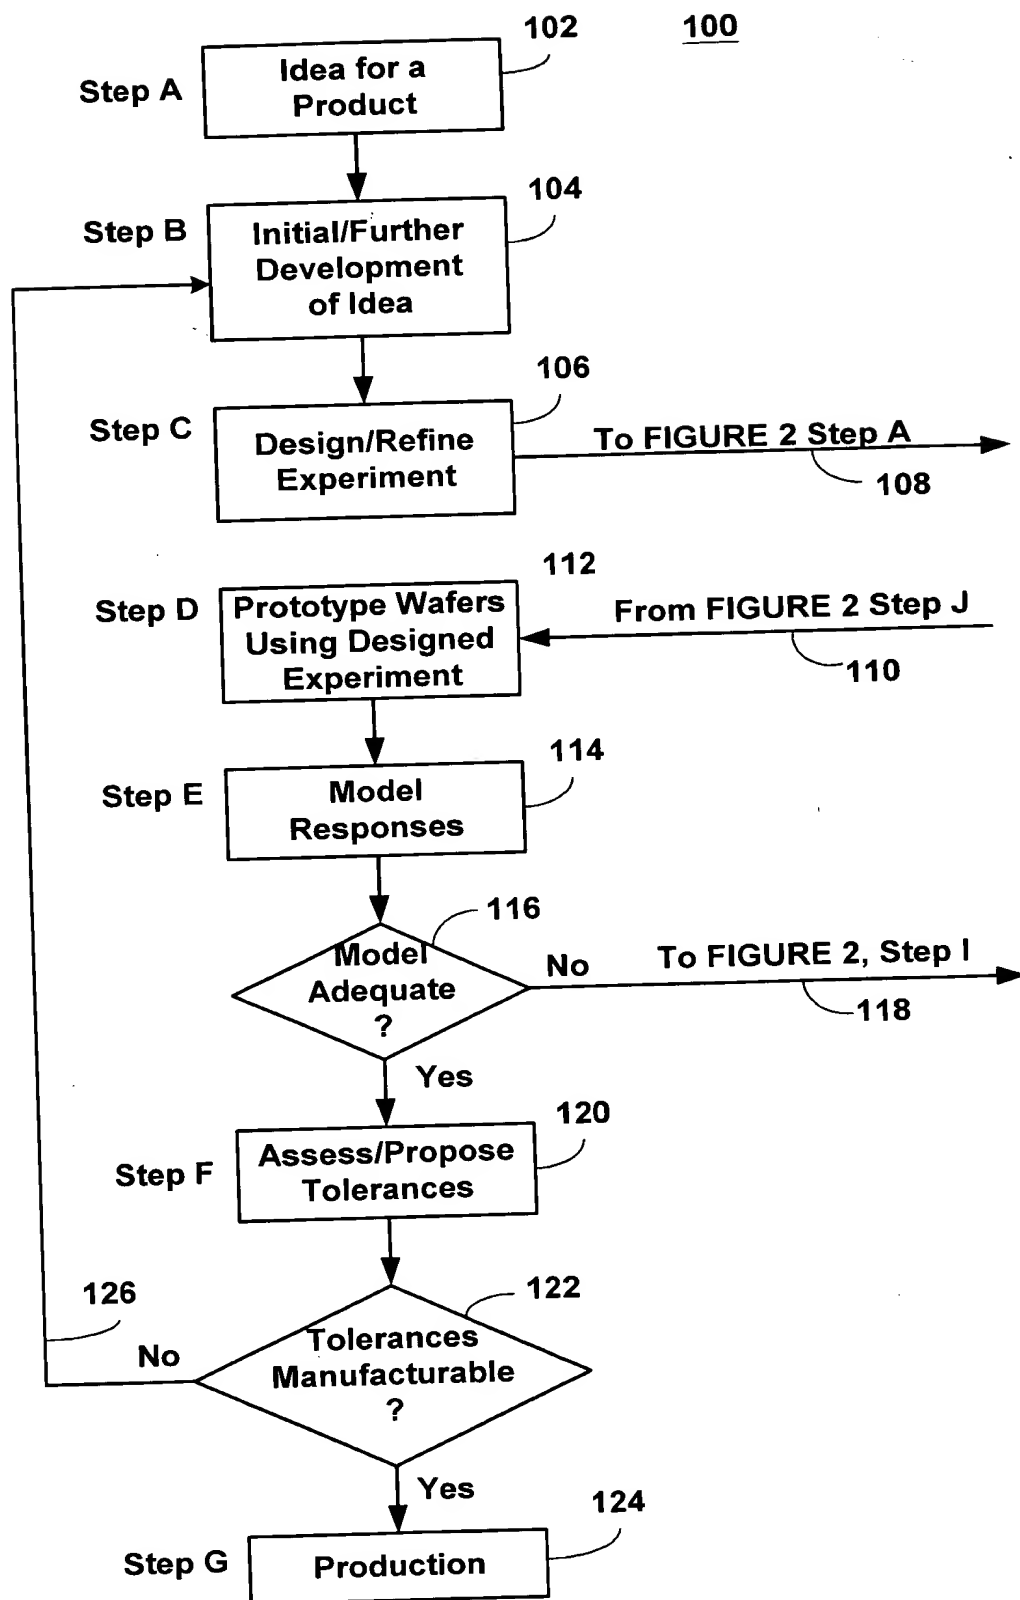 100
102
Step A
Idea for a
Product
104
Step B
Initial/Further
Development
of Idea
106
Step C
Design/Refine
Experiment
To FIGURE 2 Step A
108
112
Step D
Prototype Wafers
Using Designed
Experiment
From FIGURE 2 Step J
110
114
Step E
Model
Responses
116
Model
Adequate
?
No
To FIGURE 2, Step I
118
Yes
120
Step F
Assess/Propose
Tolerances
122
126
Tolerances
Manufacturable
?
No
Yes
124
Step G
Production